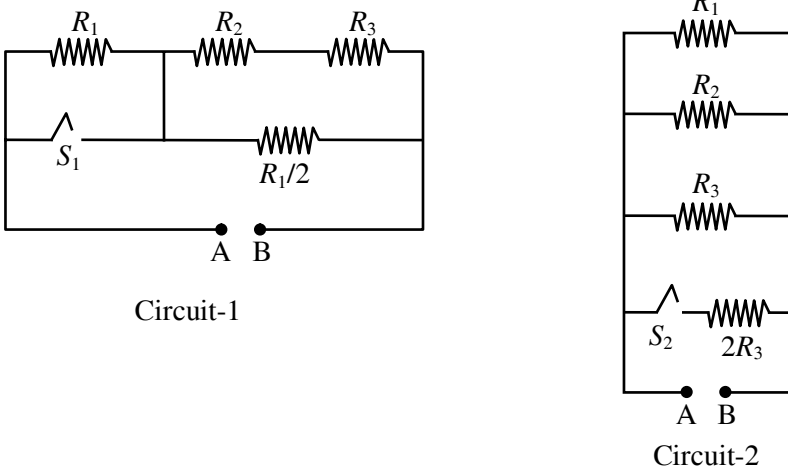 R₁ R₂ R₃
S₁
R₁/2
A B
Circuit-1
R₁
R₂
R₃
S₂ 2R₃
A B
Circuit-2